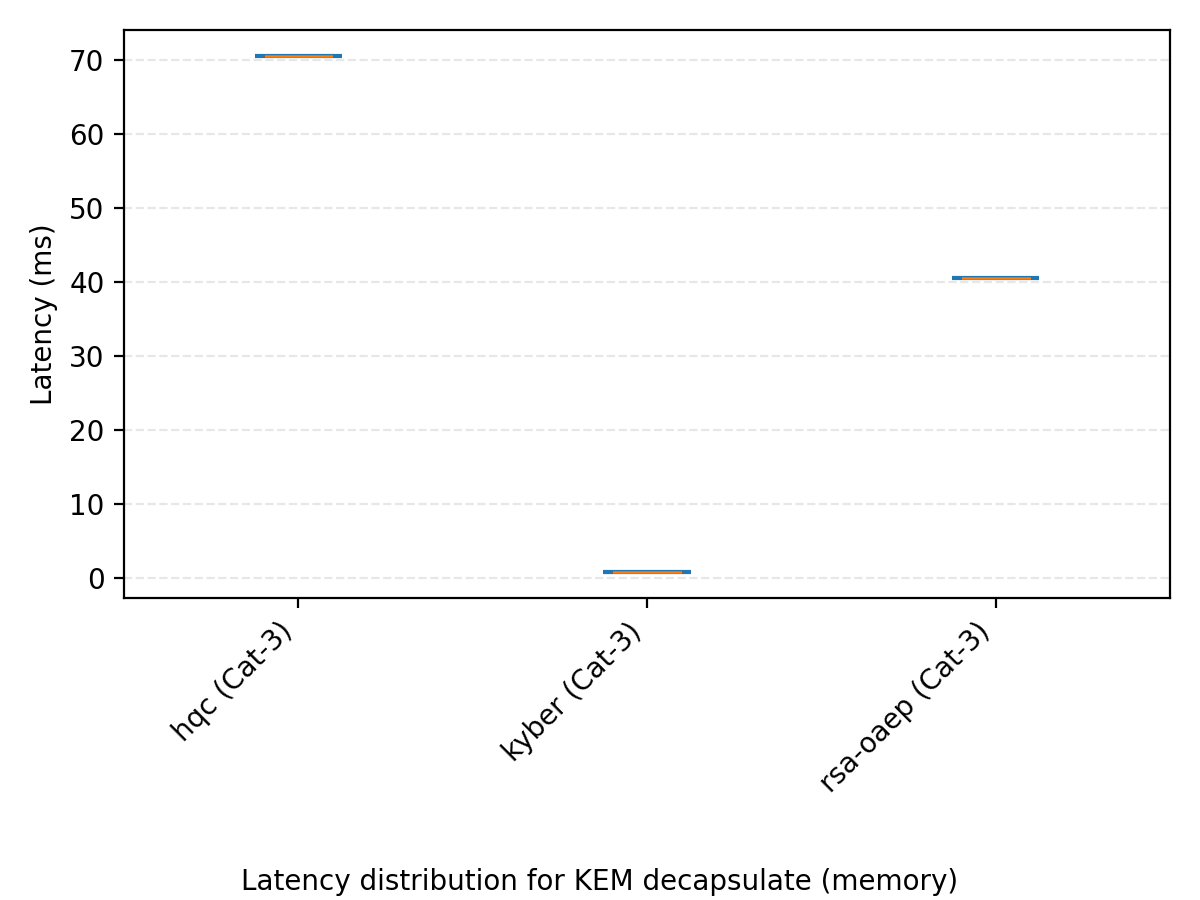 70
60
50
40
30
20
10
0
Latency (ms)
hqc (Cat-3)
kyber (Cat-3)
rsa-oaep (Cat-3)
Latency distribution for KEM decapsulate (memory)